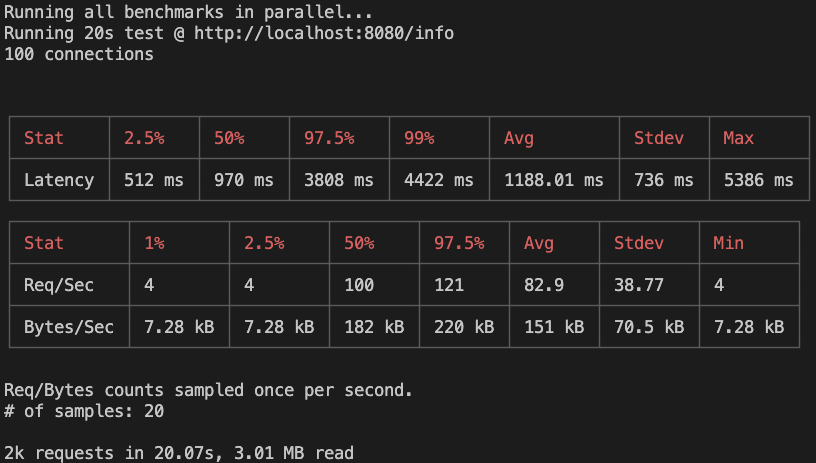 Running all benchmarks in parallel...
Running 20s test @ http://localhost:8080/info
100 connections
Stat 2.5% 50% 97.5% 99% Avg Stdev Max
Latency 512 ms 970 ms 3808 ms 4422 ms 1188.01 ms 736 ms 5386 ms
Stat 1% 2.5% 50% 97.5% Avg Stdev Min
Req/Sec 4 4 100 121 82.9 38.77 4
Bytes/Sec 7.28 kB 7.28 kB 182 kB 220 kB 151 kB 70.5 kB 7.28 kB
Req/Bytes counts sampled once per second.
# of samples: 20
2k requests in 20.07s, 3.01 MB read